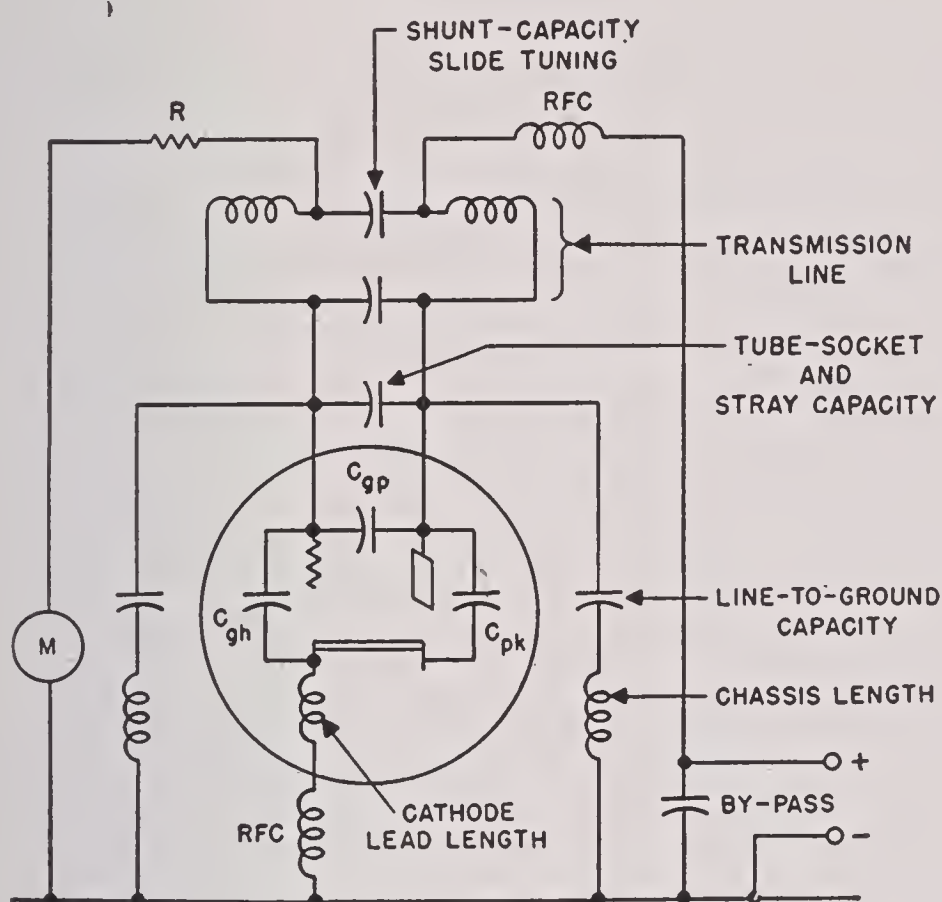 SHUNT-CAPACITY
SLIDE TUNING
RFC
R
TRANSMISSION
LINE
TUBE-SOCKET
AND
STRAY CAPACITY
Cgp
Cgh
Cpk
M
LINE-TO-GROUND
CAPACITY
CHASSIS LENGTH
+
CATHODE
LEAD LENGTH
RFC
BY-PASS
-